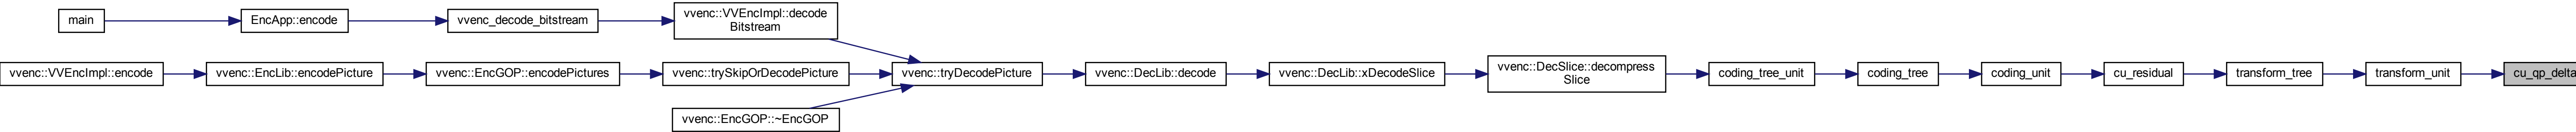 main
EncApp::encode
vvenc_decode_bitstream
vvenc::VVEncImpl::decode
Bitstream
vvenc::VVEncImpl::encode
vvenc::EncLib::encodePicture
vvenc::EncGOP::encodePictures
vvenc::trySkipOrDecodePicture
vvenc::EncGOP::~EncGOP
vvenc::tryDecodePicture
vvenc::DecLib::decode
vvenc::DecLib::xDecodeSlice
vvenc::DecSlice::decompress
Slice
coding_tree_unit
coding_tree
coding_unit
cu_residual
transform_tree
transform_unit
cu_qp_delta